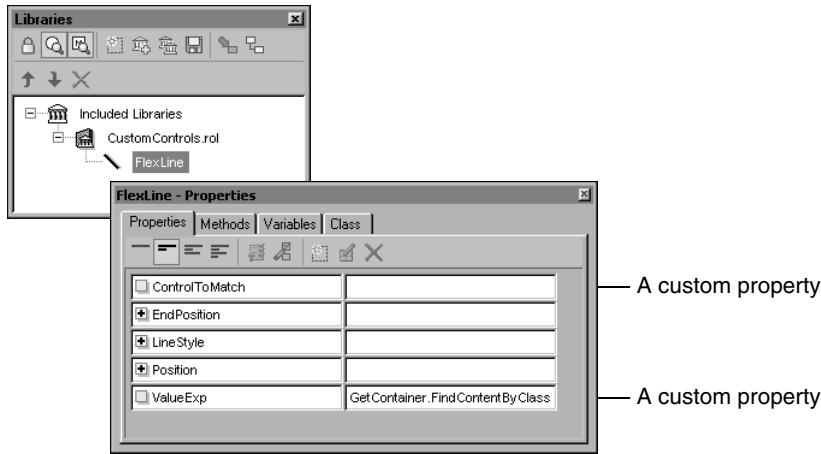 Libraries
Included Libraries
CustomControls.rol
FlexLine
FlexLine - Properties
Properties Methods Variables Class
ControlToMatch
A custom property
EndPosition
LineStyle
Position
ValueExp GetContainer.FindContentByClass
A custom property